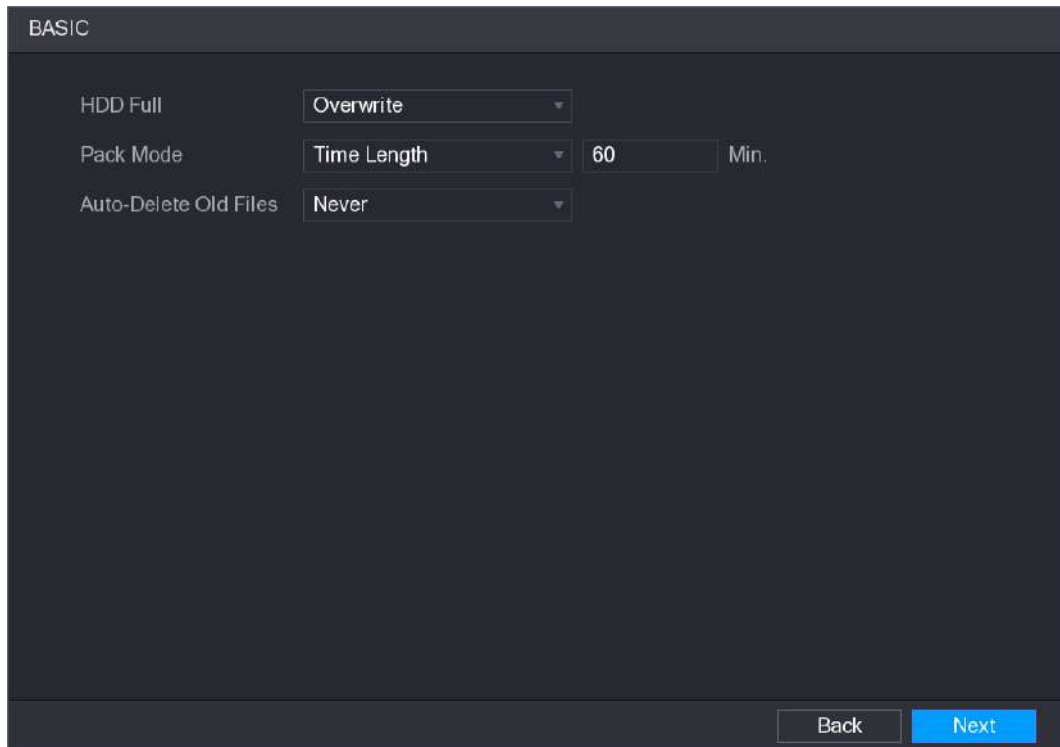 BASIC
HDD Full Overwrite
Pack Mode Time Length 60 Min.
Auto-Delete Old Files Never
Back Next